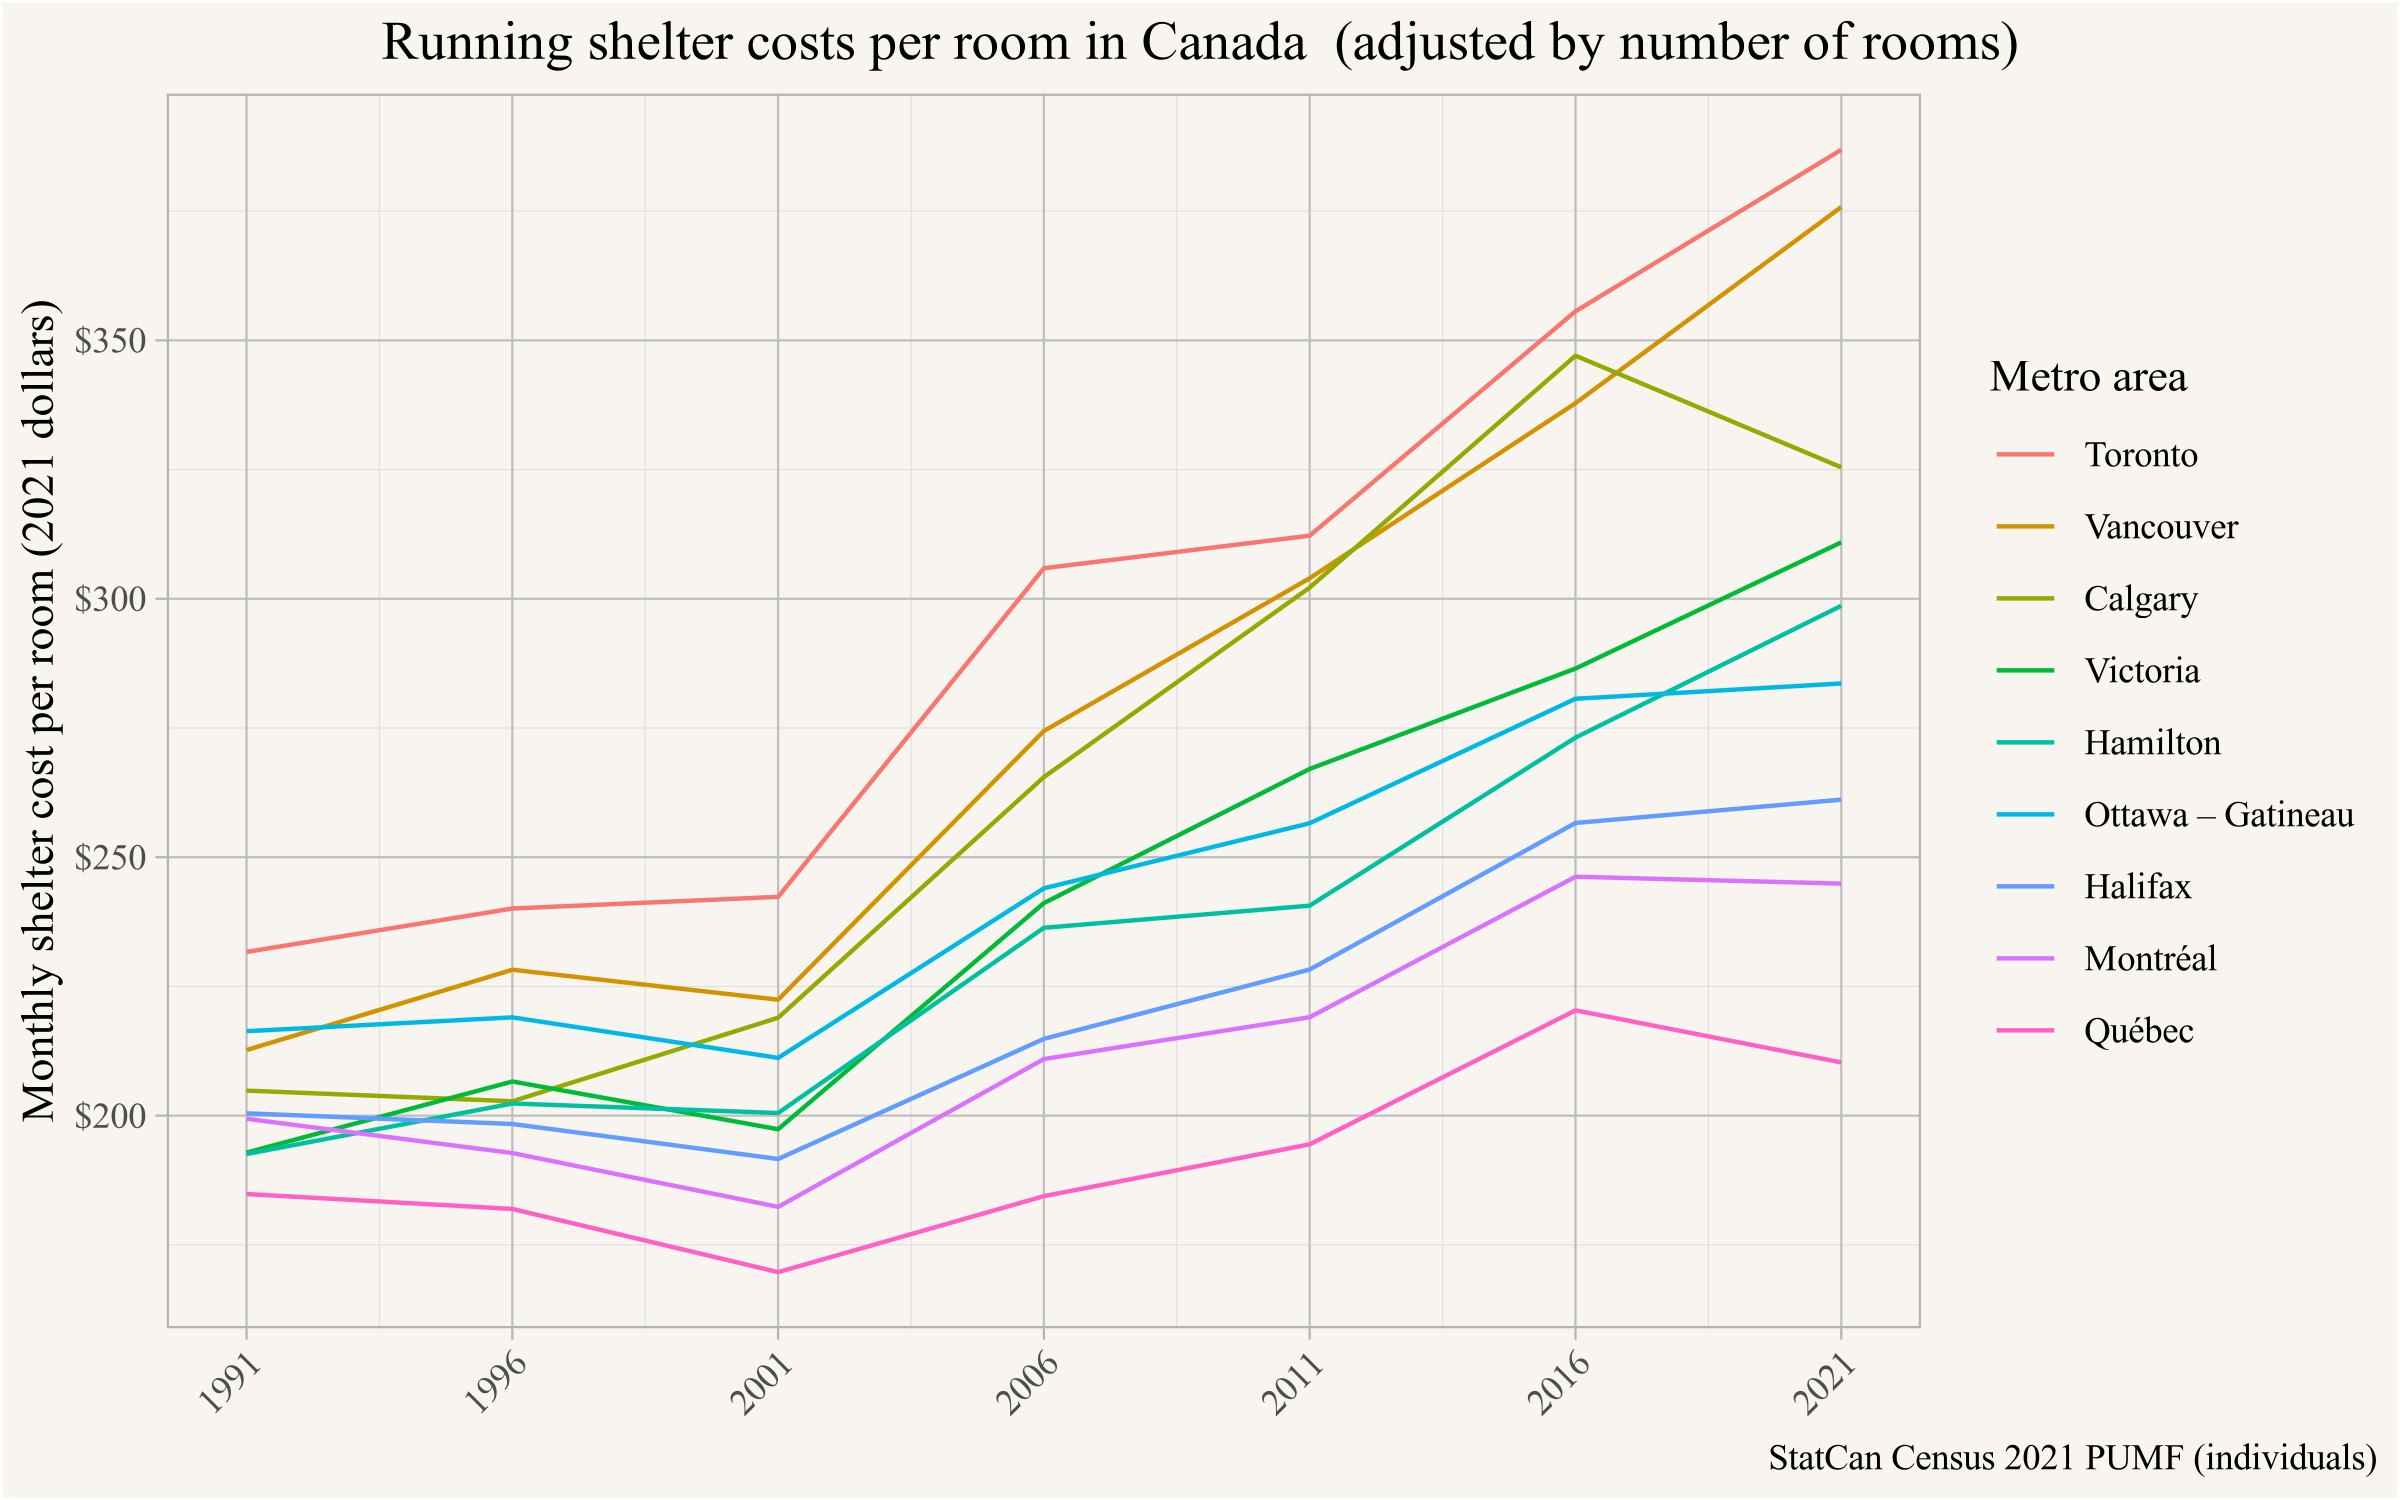 Running shelter costs per room in Canada  (adjusted by number of rooms)
Monthly shelter cost per room (2021 dollars)
$350
$300
$250
$200
1991
1996
2001
2006
2011
2016
2021
Metro area
Toronto
Vancouver
Calgary
Victoria
Hamilton
Ottawa – Gatineau
Halifax
Montréal
Québec
StatCan Census 2021 PUMF (individuals)